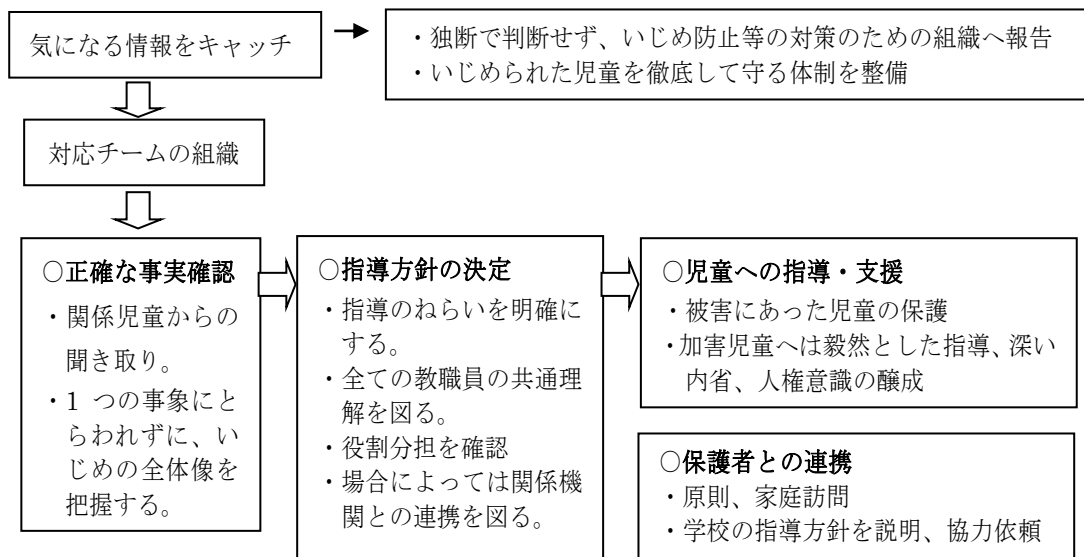 気になる情報をキャッチ
・独断で判断せず、いじめ防止等の対策のための組織へ報告
・いじめられた児童を徹底して守る体制を整備
対応チームの組織
○正確な事実確認
・関係児童からの
聞き取り。
・1 つの事象にと
らわれずに、い
じめの全体像を
把握する。
○指導方針の決定
・指導のねらいを明確に
する。
・全ての教職員の共通理
解を図る。
・役割分担を確認
・場合によっては関係機
関との連携を図る。
○児童への指導・支援
・被害にあった児童の保護
・加害児童へは毅然とした指導、深い
内省、人権意識の醸成
○保護者との連携
・原則、家庭訪問
・学校の指導方針を説明、協力依頼